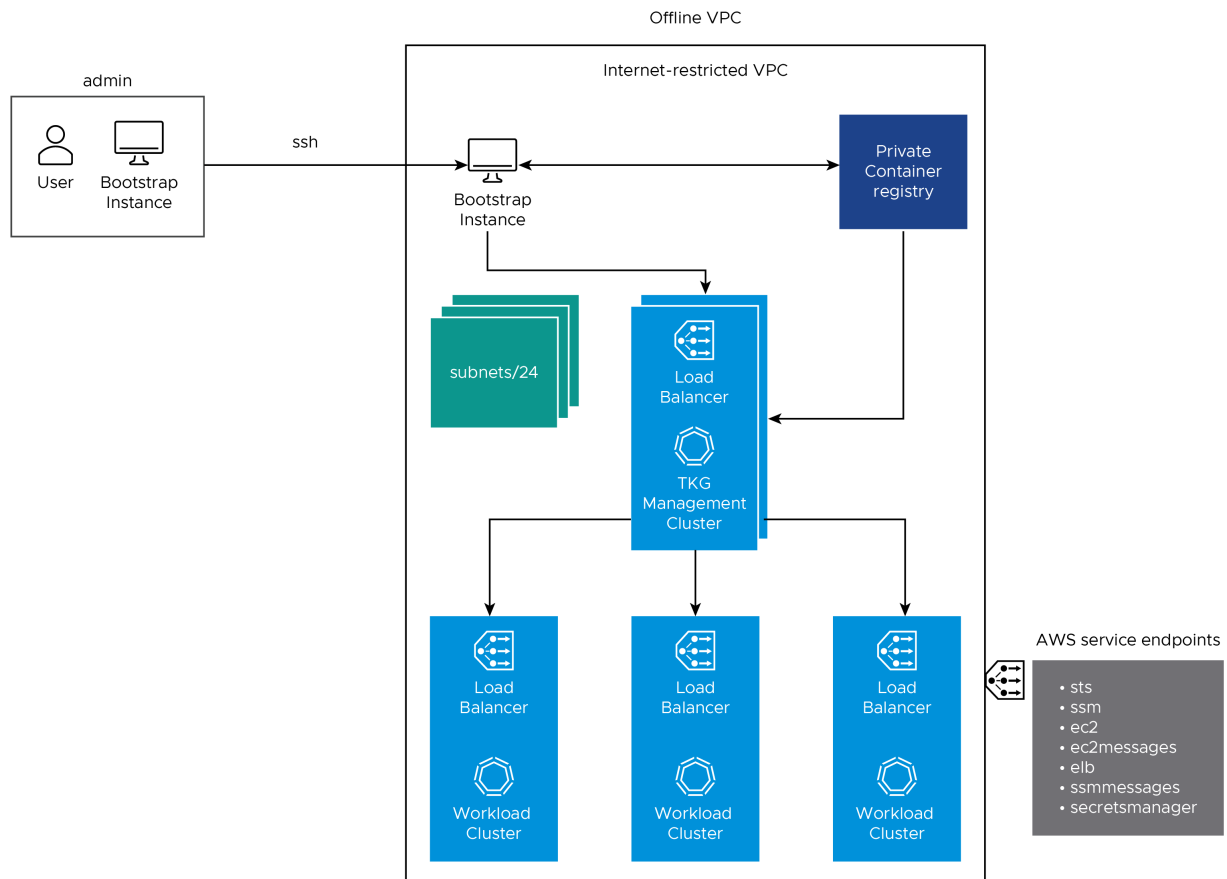 Offline VPC
Internet-restricted VPC
admin
User
Bootstrap
Instance
ssh
Bootstrap
Instance
Private
Container
registry
subnets/24
Load
Balancer
TKG
Management
Cluster
Load
Balancer
Workload
Cluster
Load
Balancer
Workload
Cluster
Load
Balancer
Workload
Cluster
AWS service endpoints
• sts
• ssm
• ec2
• ec2messages
• elb
• ssmmessages
• secretsmanager